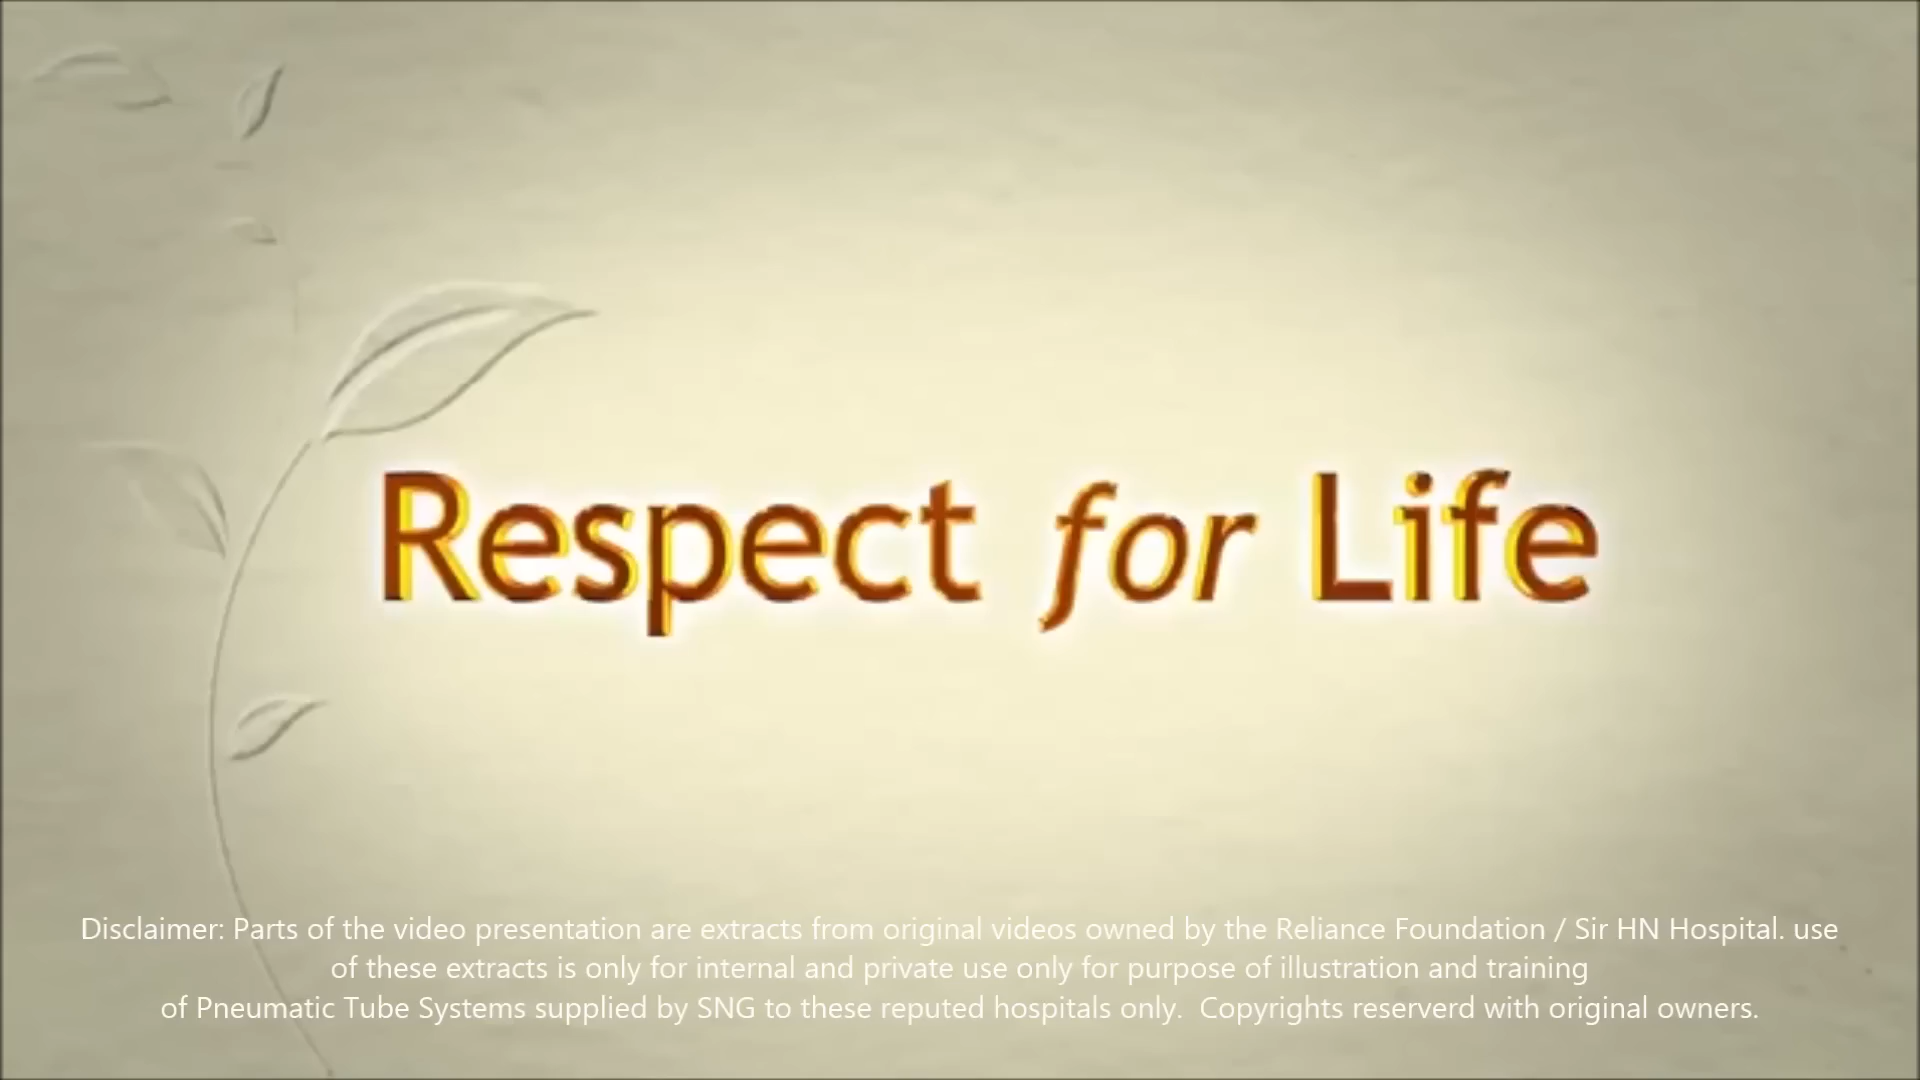 Respect for Life
Disclaimer: Parts of the video presentation are extracts from original videos owned by the Reliance Foundation / Sir HN Hospital. use
of these extracts is only for internal and private use only for purpose of illustration and training
of Pneumatic Tube Systems supplied by SNG to these reputed hospitals only.  Copyrights reserverd with original owners.